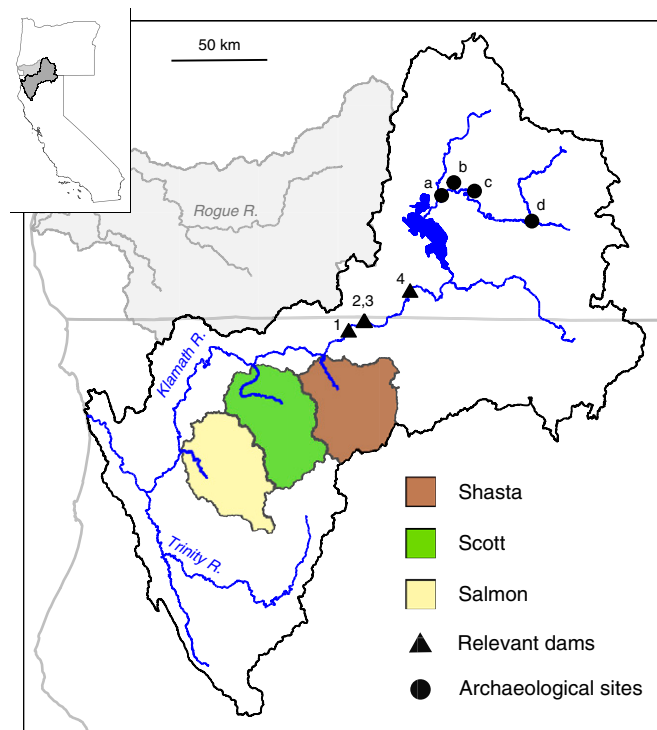 50 km
b
a
c
d
Rogue R.
4
2,3
1
Klamath R.
Trinity R.
Shasta
Scott
Salmon
Relevant dams
Archaeological sites